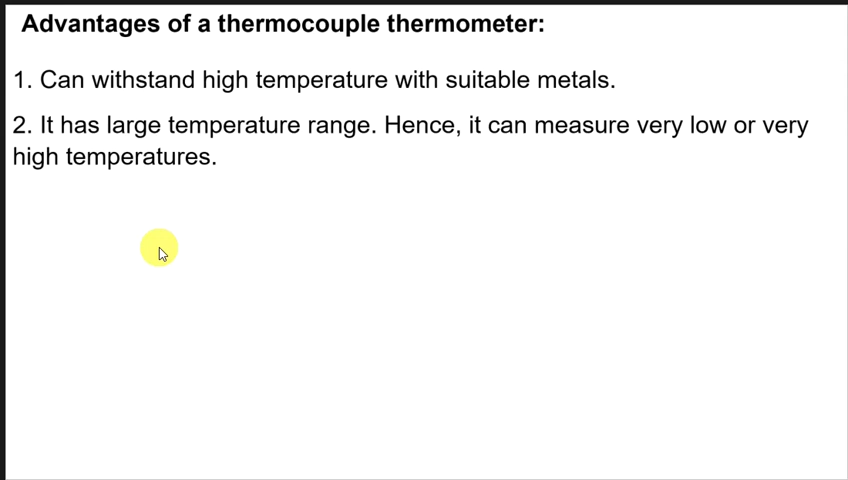 Advantages of a thermocouple thermometer:
1. Can withstand high temperature with suitable metals.
2. It has large temperature range. Hence, it can measure very low or very
high temperatures.